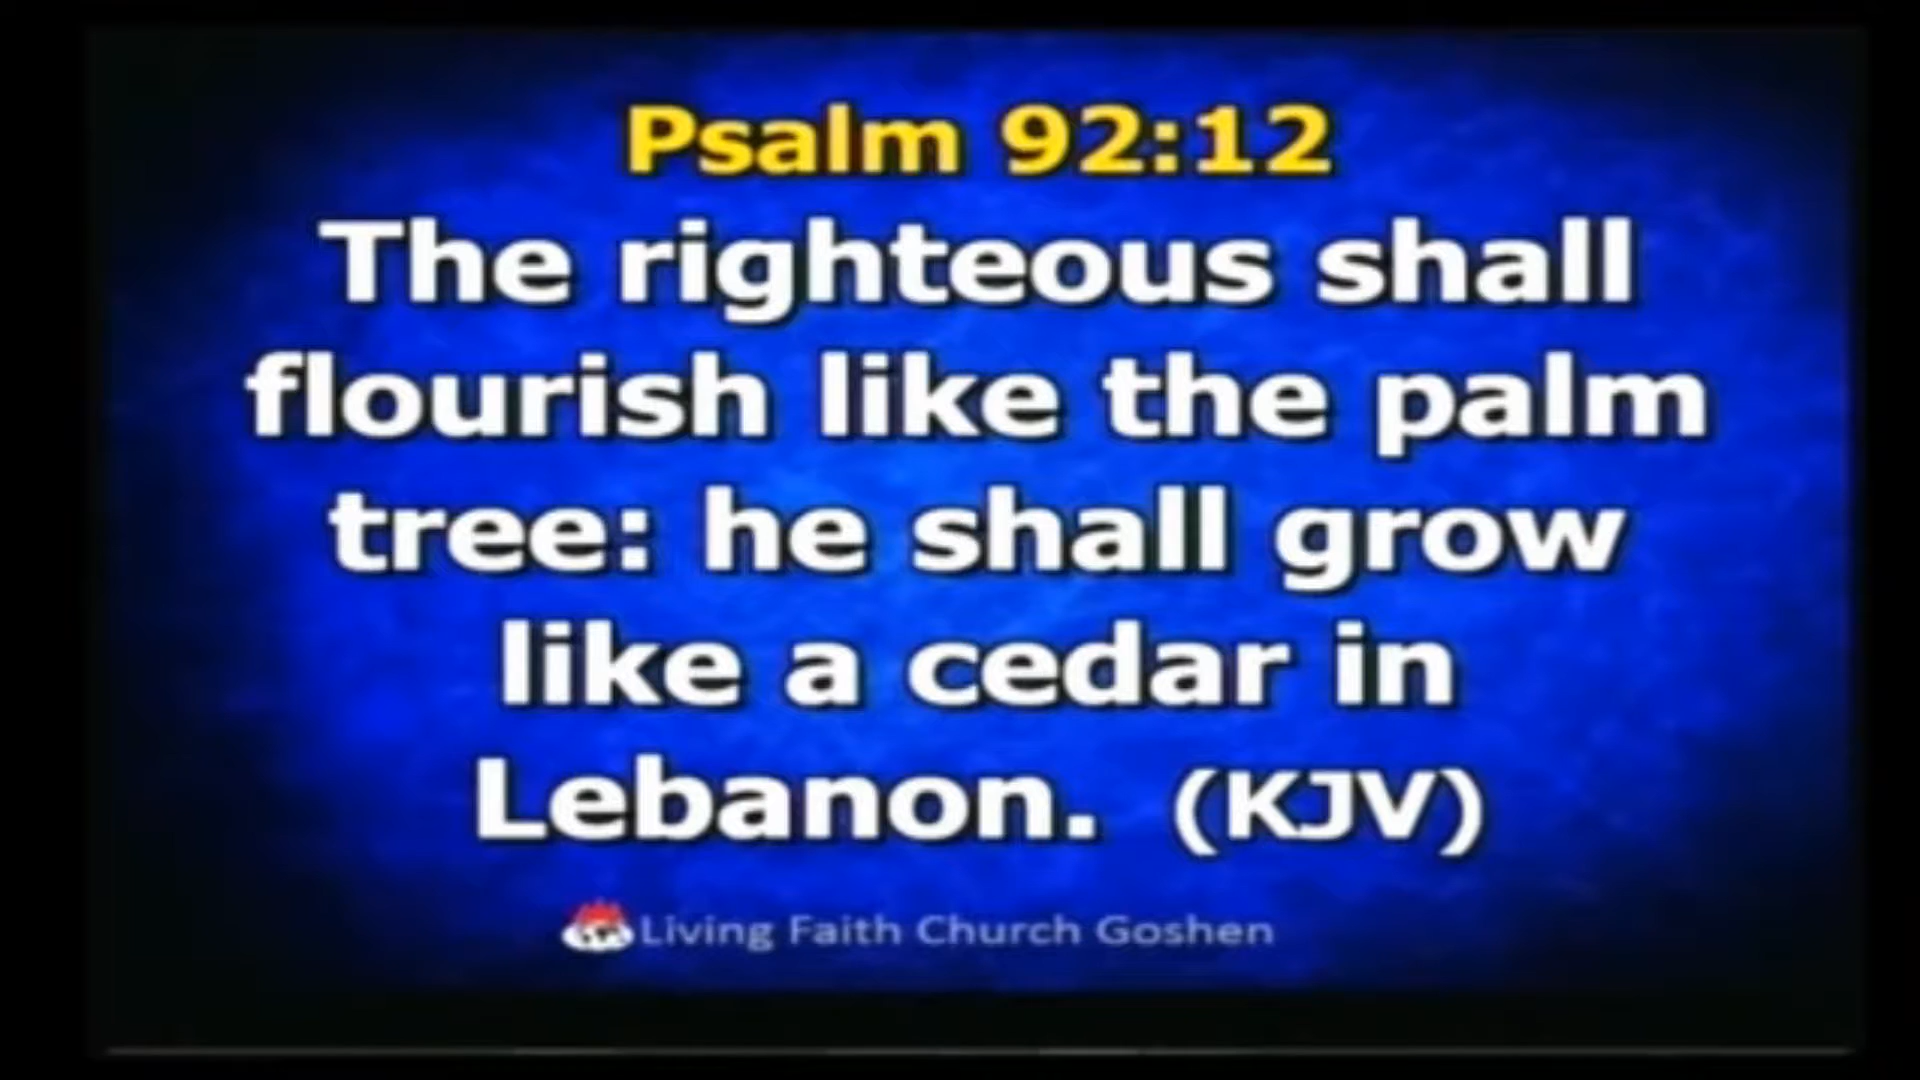 Psalm 92:12
The righteous shall
flourish like the palm
tree: he shall grow
like a cedar in
Lebanon. (KJV)
Living Faith Church Goshen